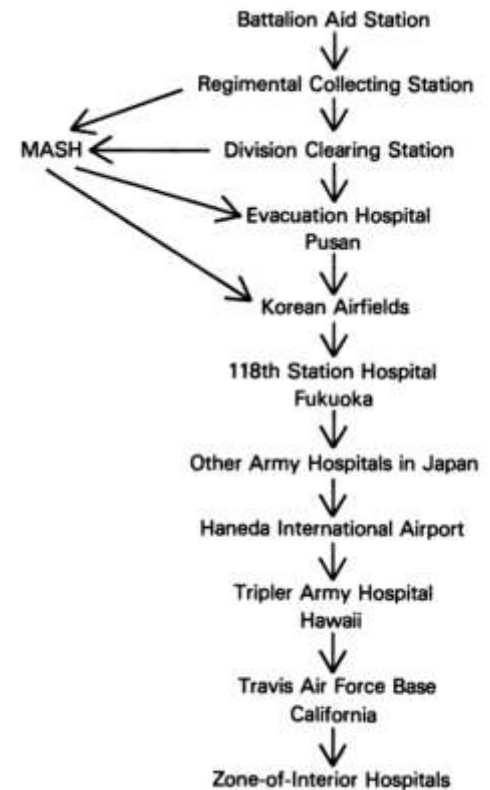 Battalion Aid Station
Regimental Collecting Station
MASH
Division Clearing Station
Evacuation Hospital
Pusan
Korean Airfields
118th Station Hospital
Fukuoka
Other Army Hospitals in Japan
Haneda International Airport
Tripler Army Hospital
Hawaii
Travis Air Force Base
California
Zone-of-Interior Hospitals